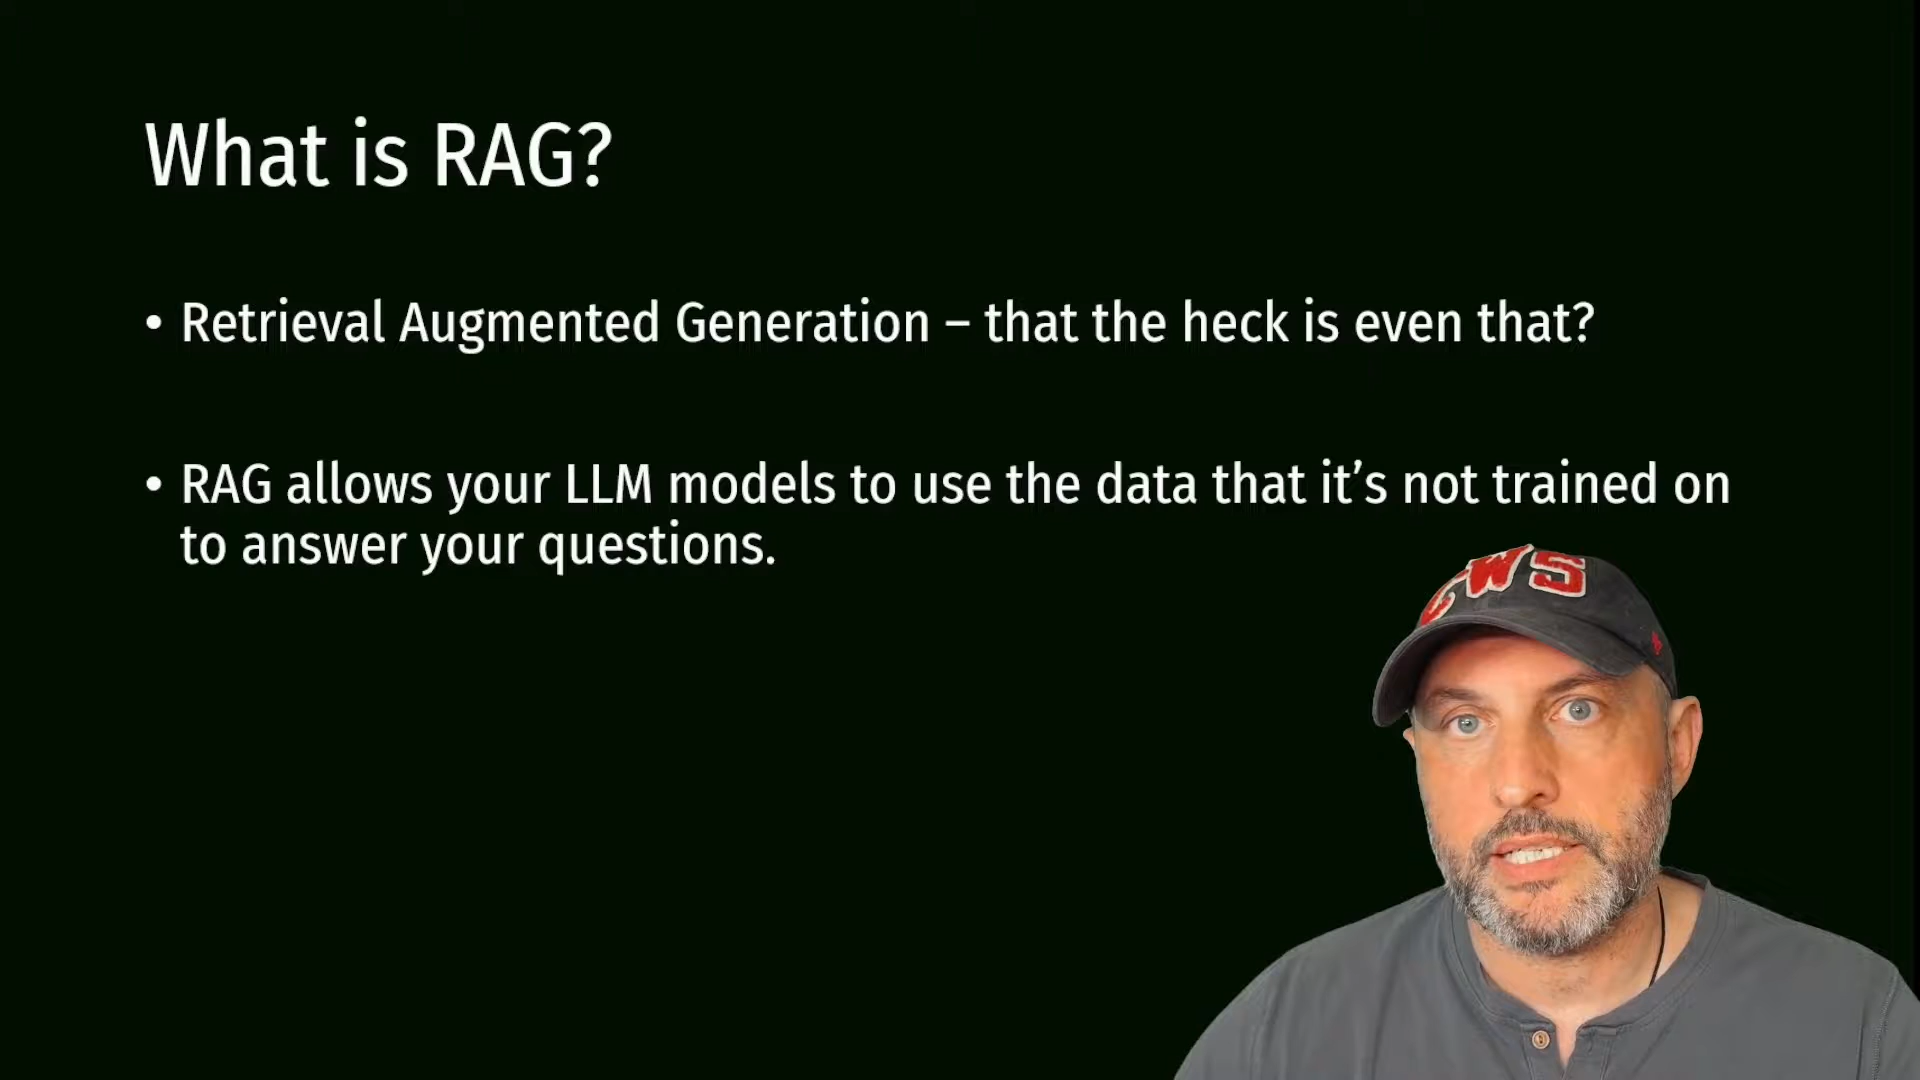 What is RAG?
• Retrieval Augmented Generation – that the heck is even that?
• RAG allows your LLM models to use the data that it's not trained on
to answer your questions.
CWS